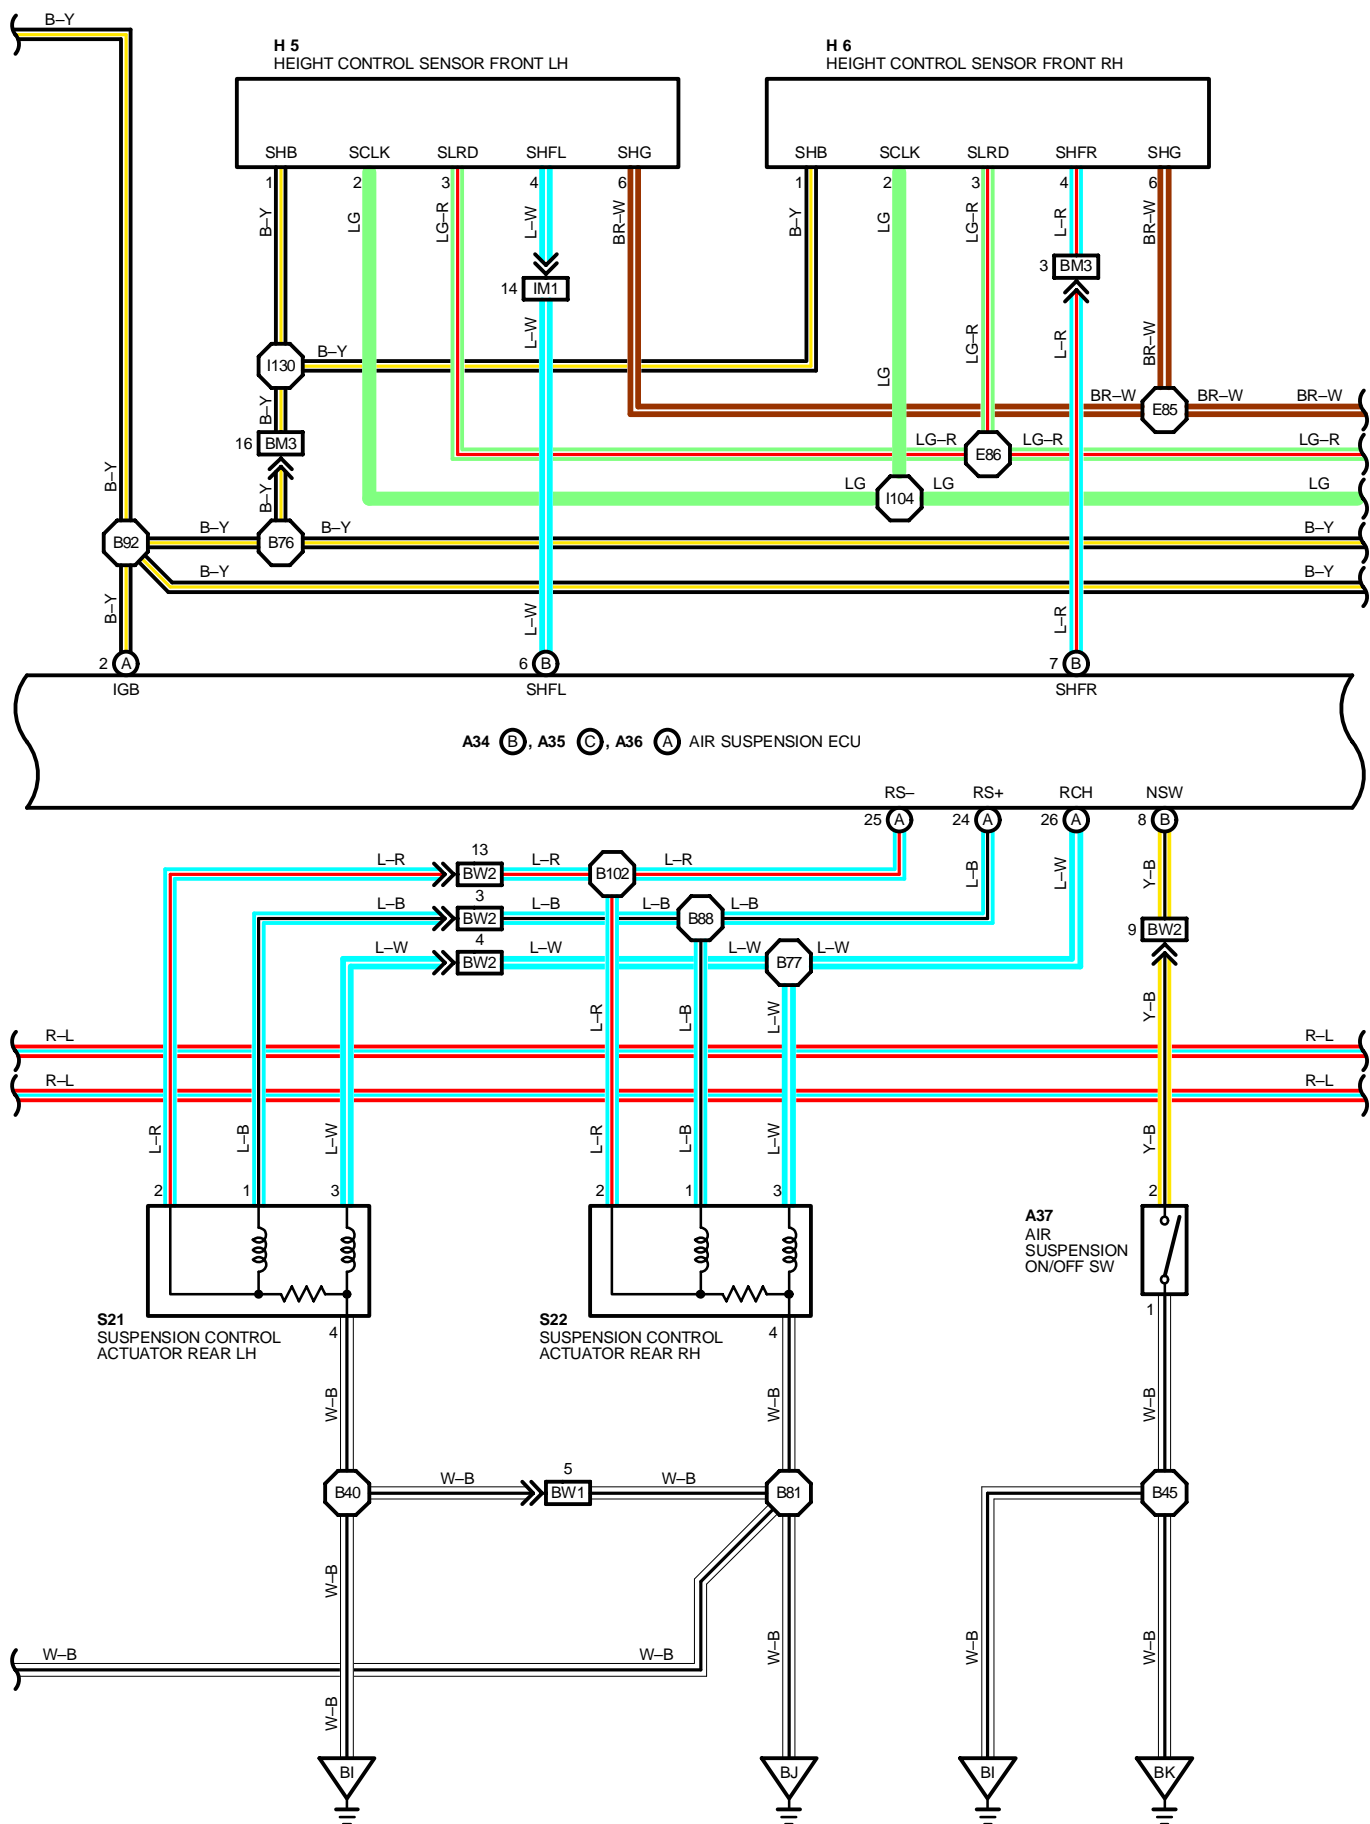 B–Y
H 5
HEIGHT CONTROL SENSOR FRONT LH
H 6
HEIGHT CONTROL SENSOR FRONT RH
SHB SCLK SLRD SHFL SHG
SHB SCLK SLRD SHFR SHG
1 2 3 4 6
1 2 3 4 6
B–Y LG LG–R L–W BR–W
B–Y LG LG–R L–R BR–W
14 IM1
3 BM3
L–W
LG
LG–R
L–R
BR–W
I130
B–Y
B–Y
16 BM3
BR–W
E85
BR–W
BR–W
LG–R
E86
LG–R
LG–R
B–Y
B–Y
LG
I104
LG
LG
B92
B–Y
B76
B–Y
B–Y
B–Y
B–Y
B–Y
L–W
L–R
2 A
6 B
7 B
IGB
SHFL
SHFR
A34 B, A35 C, A36 A AIR SUSPENSION ECU
RS– RS+ RCH NSW
25 A
24 A
26 A
8 B
L–R
13
BW2
L–R
B102
L–R
L–B
3
BW2
L–B
L–B
B88
L–B
L–W
4
BW2
L–W
L–W
B77
L–W
L–B
L–W
Y–B
9 BW2
L–R
L–B
L–W
Y–B
R–L
R–L
R–L
R–L
L–R
L–B
L–W
L–R
L–B
L–W
Y–B
2 1 3
2 1 3
2
A37
AIR
SUSPENSION
ON/OFF SW
1
S21
SUSPENSION CONTROL
ACTUATOR REAR LH
4
S22
SUSPENSION CONTROL
ACTUATOR REAR RH
4
W–B
W–B
W–B
B40
W–B
5
BW1
W–B
B81
B45
W–B
W–B
W–B
W–B
W–B
W–B
W–B
W–B
BI
BJ
BI
BK